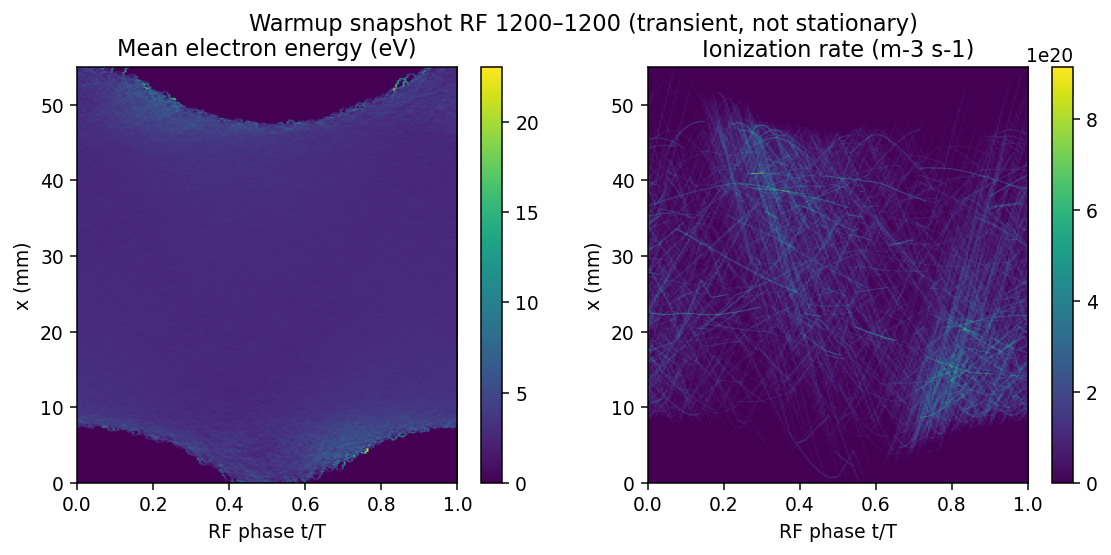 Warmup snapshot RF 1200–1200 (transient, not stationary)
Mean electron energy (eV)
Ionization rate (m-3 s-1)
1e20
x (mm)
50
40
30
20
10
0
0.0 0.2 0.4 0.6 0.8 1.0
RF phase t/T
20
15
10
5
0
x (mm)
50
40
30
20
10
0
0.0 0.2 0.4 0.6 0.8 1.0
RF phase t/T
8
6
4
2
0